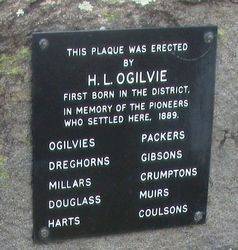 THIS PLAQUE WAS ERECTED
BY
H.L. OGILVIE
FIRST BORN IN THE DISTRICT,
IN MEMORY OF THE PIONEERS
WHO SETTLED HERE, 1889.
OGILVIES
DREGHORNS
MILLARS
DOUGLASS
HARTS
PACKERS
GIBSONS
CRUMPTONS
MUIRS
COULSONS